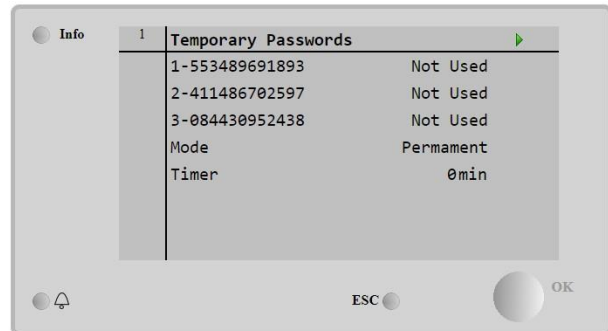 Info
1 Temporary Passwords
1-553489691893 Not Used
2-411486702597 Not Used
3-084430952438 Not Used
Mode Permament
Timer 0min
ESC
OK